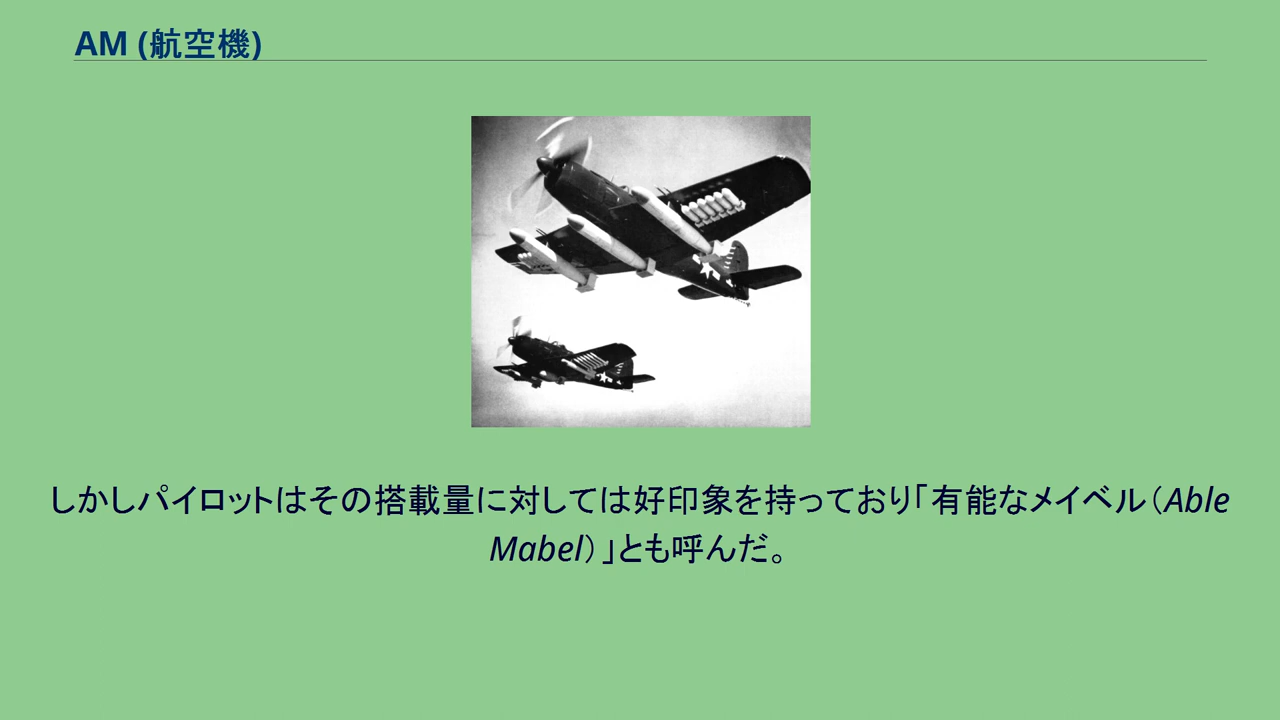 AM (航空機)
しかしパイロットはその搭載量に対しては好印象を持っており「有能なメイベル（Able
Mabel）」とも呼んだ。